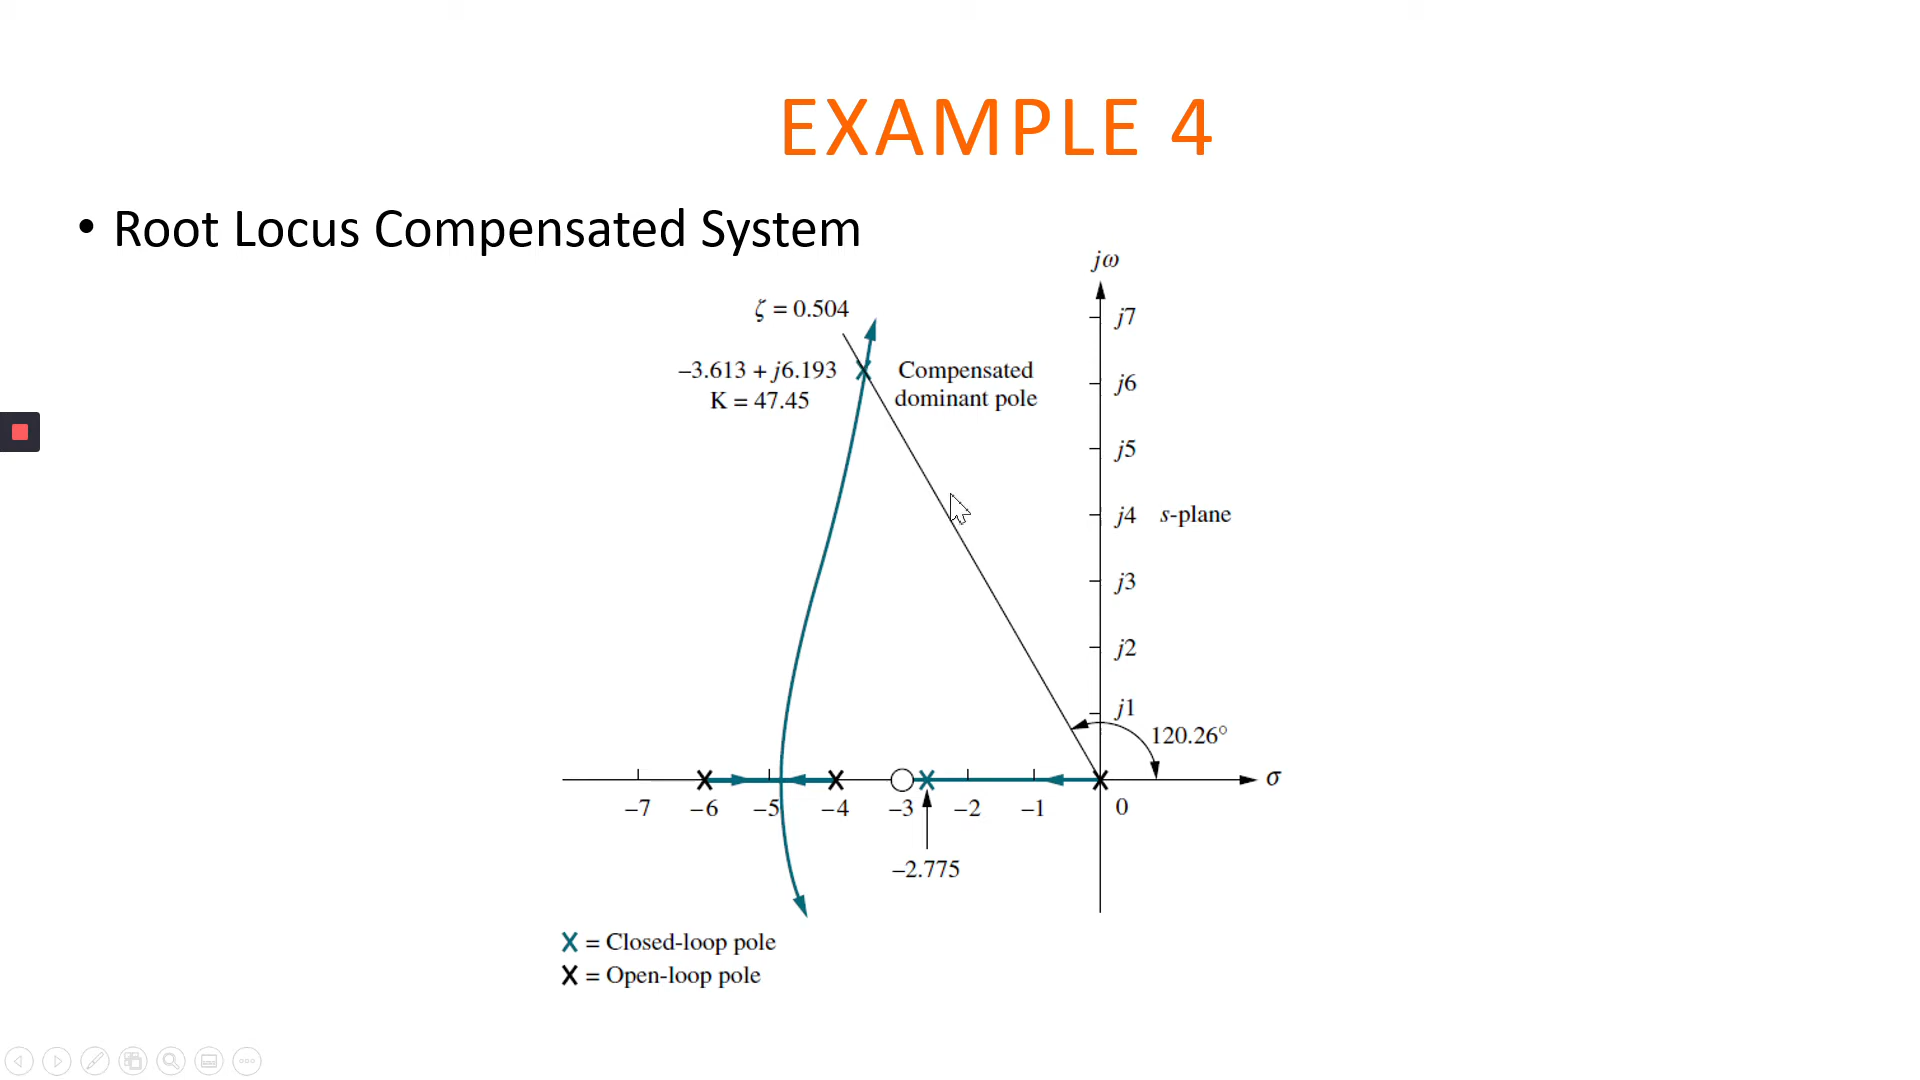 EXAMPLE 4
• Root Locus Compensated System
jω
ζ = 0.504
j7
–3.613 + j6.193
K = 47.45
Compensated
dominant pole
j6
j5
j4
s-plane
j3
j2
j1
120.26°
σ
–7 –6 –5 –4 –3 –2 –1 0
–2.775
X = Closed-loop pole
X = Open-loop pole